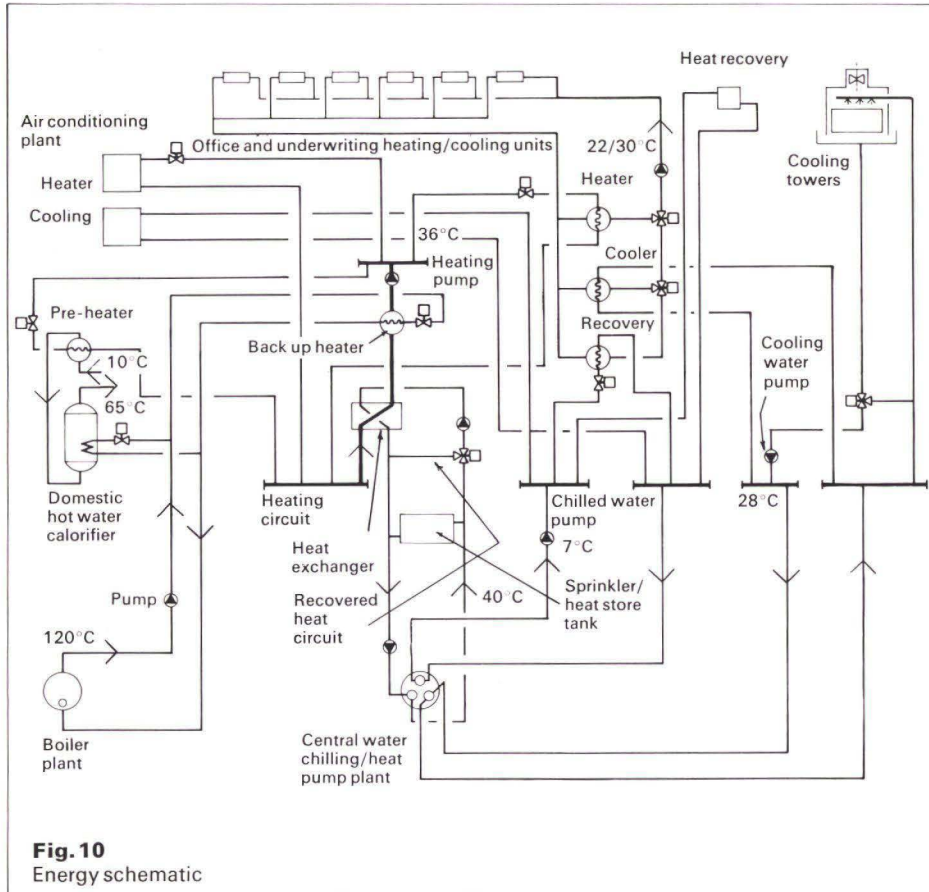 Heat recovery
Air conditioning
plant
Office and underwriting heating/cooling units
22/30°C
Cooling
towers
Heater
Heater
Cooling
36°C
Heating
pump
Cooler
Pre-heater
Back up heater
Recovery
10°C
Cooling
water
pump
65°C
Domestic
hot water
calorifier
Heating
circuit
Chilled water
pump
28°C
Heat
exchanger
7°C
Pump
Recovered
heat
circuit
40°C
Sprinkler/
heat store
tank
120°C
Boiler
plant
Central water
chilling/heat
pump plant
Fig. 10
Energy schematic